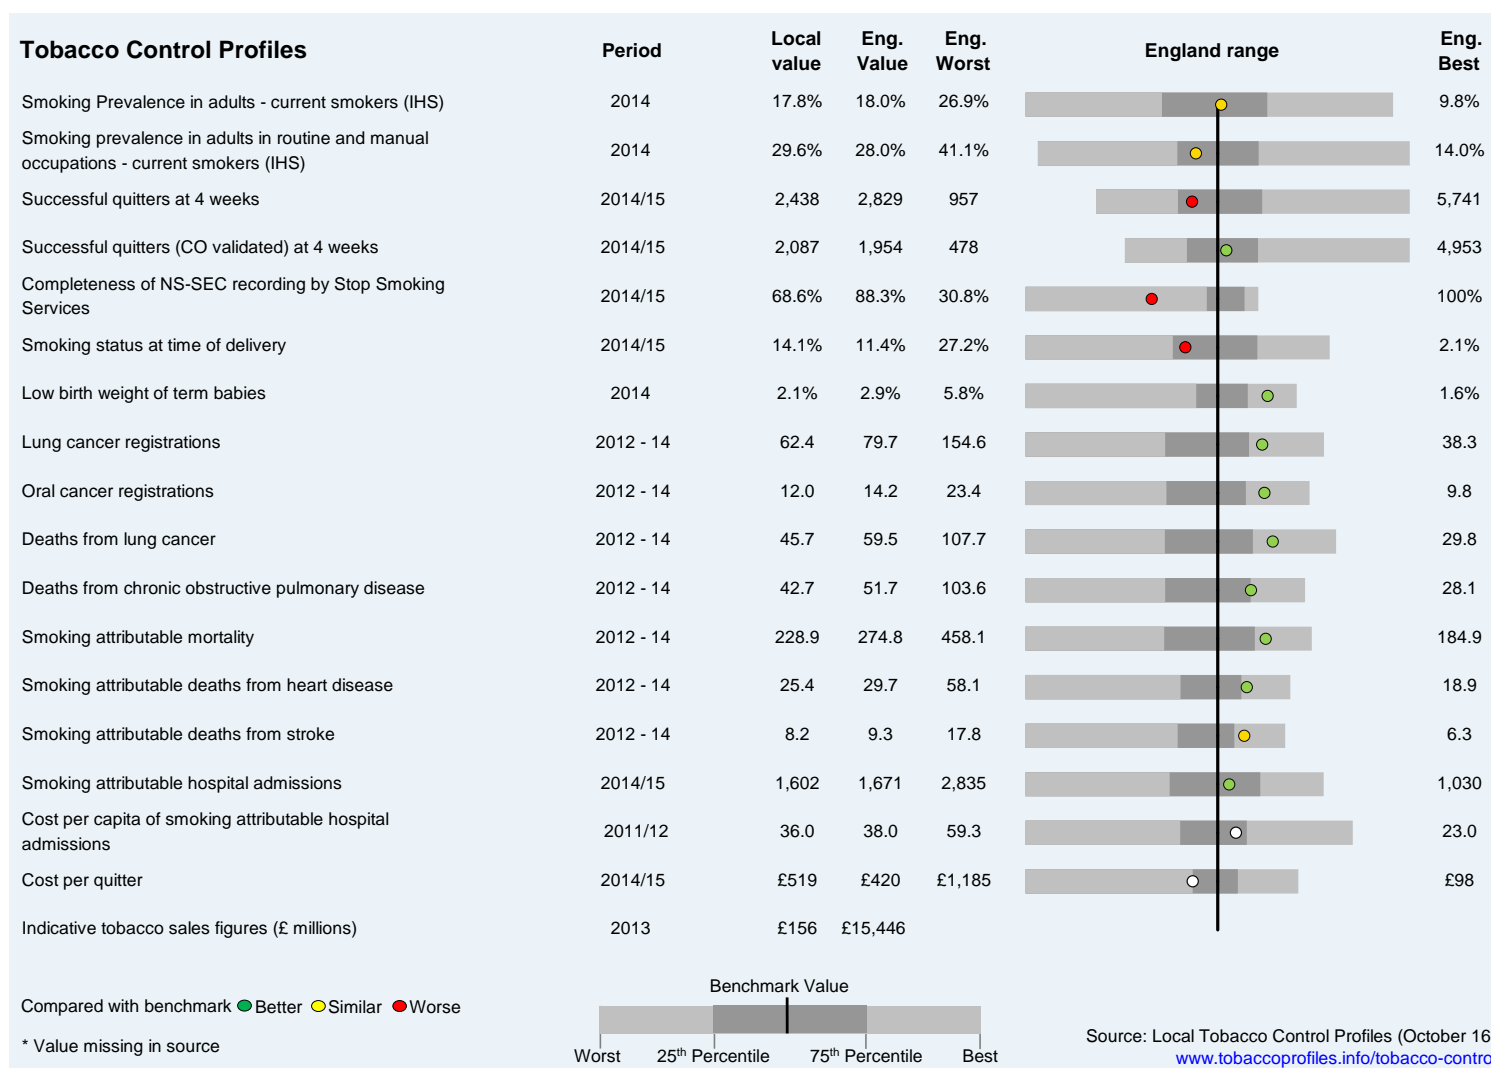 Tobacco Control Profiles Period Local value Eng. Value Eng. Worst England range Eng. Best
Smoking Prevalence in adults - current smokers (IHS) 2014 17.8% 18.0% 26.9% 9.8%
Smoking prevalence in adults in routine and manual
occupations - current smokers (IHS) 2014 29.6% 28.0% 41.1% 14.0%
Successful quitters at 4 weeks 2014/15 2,438 2,829 957 5,741
Successful quitters (CO validated) at 4 weeks 2014/15 2,087 1,954 478 4,953
Completeness of NS-SEC recording by Stop Smoking
Services 2014/15 68.6% 88.3% 30.8% 100%
Smoking status at time of delivery 2014/15 14.1% 11.4% 27.2% 2.1%
Low birth weight of term babies 2014 2.1% 2.9% 5.8% 1.6%
Lung cancer registrations 2012 - 14 62.4 79.7 154.6 38.3
Oral cancer registrations 2012 - 14 12.0 14.2 23.4 9.8
Deaths from lung cancer 2012 - 14 45.7 59.5 107.7 29.8
Deaths from chronic obstructive pulmonary disease 2012 - 14 42.7 51.7 103.6 28.1
Smoking attributable mortality 2012 - 14 228.9 274.8 458.1 184.9
Smoking attributable deaths from heart disease 2012 - 14 25.4 29.7 58.1 18.9
Smoking attributable deaths from stroke 2012 - 14 8.2 9.3 17.8 6.3
Smoking attributable hospital admissions 2014/15 1,602 1,671 2,835 1,030
Cost per capita of smoking attributable hospital
admissions 2011/12 36.0 38.0 59.3 23.0
Cost per quitter 2014/15 £519 £420 £1,185 £98
Indicative tobacco sales figures (£ millions) 2013 £156 £15,446
Benchmark Value
Compared with benchmark Better Similar Worse
* Value missing in source
Worst 25th Percentile 75th Percentile Best
Source: Local Tobacco Control Profiles (October 16
www.tobaccoprofiles.info/tobacco-contro